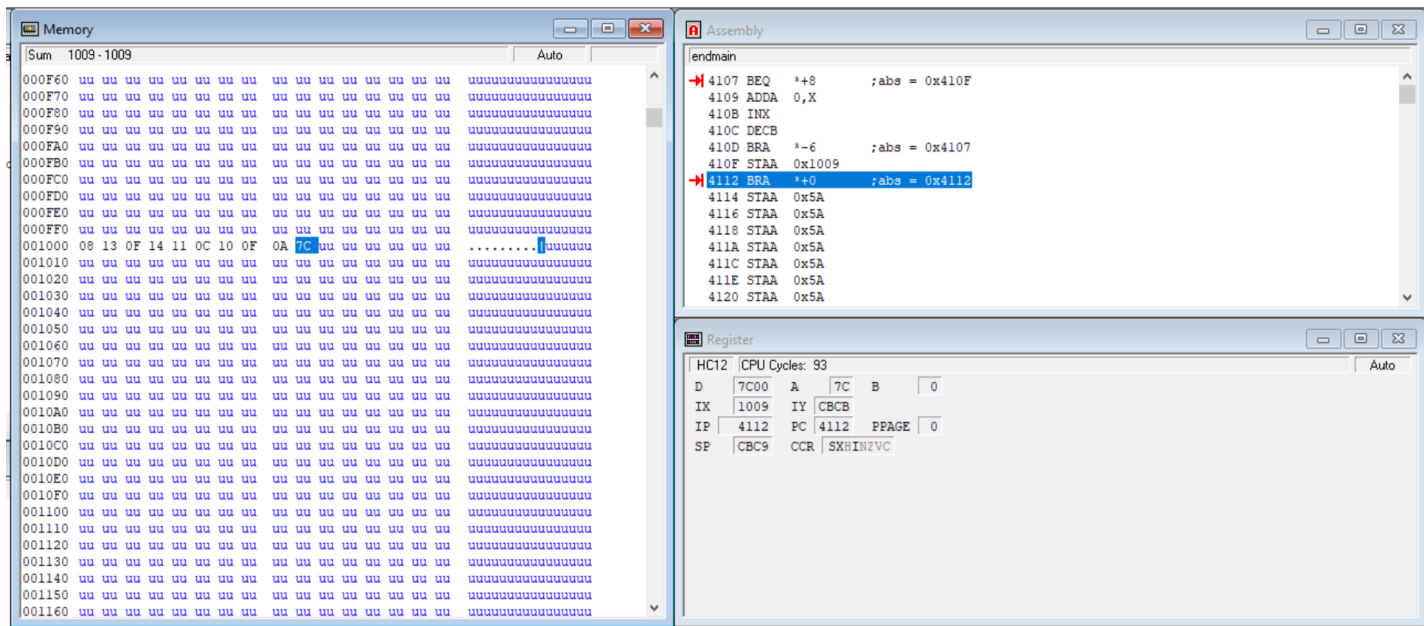 Memory
Sum 1009 - 1009 Auto
000F60 uu uu uu uu uu uu uu uu uu uu uu uu uu uu uu uu uuuuuuuuuuuuuuuu
000F70 uu uu uu uu uu uu uu uu uu uu uu uu uu uu uu uu uuuuuuuuuuuuuuuu
000F80 uu uu uu uu uu uu uu uu uu uu uu uu uu uu uu uu uuuuuuuuuuuuuuuu
000F90 uu uu uu uu uu uu uu uu uu uu uu uu uu uu uu uu uuuuuuuuuuuuuuuu
000FA0 uu uu uu uu uu uu uu uu uu uu uu uu uu uu uu uu uuuuuuuuuuuuuuuu
000FB0 uu uu uu uu uu uu uu uu uu uu uu uu uu uu uu uu uuuuuuuuuuuuuuuu
000FC0 uu uu uu uu uu uu uu uu uu uu uu uu uu uu uu uu uuuuuuuuuuuuuuuu
000FD0 uu uu uu uu uu uu uu uu uu uu uu uu uu uu uu uu uuuuuuuuuuuuuuuu
000FE0 uu uu uu uu uu uu uu uu uu uu uu uu uu uu uu uu uuuuuuuuuuuuuuuu
000FF0 uu uu uu uu uu uu uu uu uu uu uu uu uu uu uu uu uuuuuuuuuuuuuuuu
001000 08 13 0F 14 11 0C 10 0F 0A 7C uu uu uu uu uu uu .........|uuuuuu
001010 uu uu uu uu uu uu uu uu uu uu uu uu uu uu uu uu uuuuuuuuuuuuuuuu
001020 uu uu uu uu uu uu uu uu uu uu uu uu uu uu uu uu uuuuuuuuuuuuuuuu
001030 uu uu uu uu uu uu uu uu uu uu uu uu uu uu uu uu uuuuuuuuuuuuuuuu
001040 uu uu uu uu uu uu uu uu uu uu uu uu uu uu uu uu uuuuuuuuuuuuuuuu
001050 uu uu uu uu uu uu uu uu uu uu uu uu uu uu uu uu uuuuuuuuuuuuuuuu
001060 uu uu uu uu uu uu uu uu uu uu uu uu uu uu uu uu uuuuuuuuuuuuuuuu
001070 uu uu uu uu uu uu uu uu uu uu uu uu uu uu uu uu uuuuuuuuuuuuuuuu
001080 uu uu uu uu uu uu uu uu uu uu uu uu uu uu uu uu uuuuuuuuuuuuuuuu
001090 uu uu uu uu uu uu uu uu uu uu uu uu uu uu uu uu uuuuuuuuuuuuuuuu
0010A0 uu uu uu uu uu uu uu uu uu uu uu uu uu uu uu uu uuuuuuuuuuuuuuuu
0010B0 uu uu uu uu uu uu uu uu uu uu uu uu uu uu uu uu uuuuuuuuuuuuuuuu
0010C0 uu uu uu uu uu uu uu uu uu uu uu uu uu uu uu uu uuuuuuuuuuuuuuuu
0010D0 uu uu uu uu uu uu uu uu uu uu uu uu uu uu uu uu uuuuuuuuuuuuuuuu
0010E0 uu uu uu uu uu uu uu uu uu uu uu uu uu uu uu uu uuuuuuuuuuuuuuuu
0010F0 uu uu uu uu uu uu uu uu uu uu uu uu uu uu uu uu uuuuuuuuuuuuuuuu
001100 uu uu uu uu uu uu uu uu uu uu uu uu uu uu uu uu uuuuuuuuuuuuuuuu
001110 uu uu uu uu uu uu uu uu uu uu uu uu uu uu uu uu uuuuuuuuuuuuuuuu
001120 uu uu uu uu uu uu uu uu uu uu uu uu uu uu uu uu uuuuuuuuuuuuuuuu
001130 uu uu uu uu uu uu uu uu uu uu uu uu uu uu uu uu uuuuuuuuuuuuuuuu
001140 uu uu uu uu uu uu uu uu uu uu uu uu uu uu uu uu uuuuuuuuuuuuuuuu
001150 uu uu uu uu uu uu uu uu uu uu uu uu uu uu uu uu uuuuuuuuuuuuuuuu
001160 uu uu uu uu uu uu uu uu uu uu uu uu uu uu uu uu uuuuuuuuuuuuuuuu
Assembly
endmain
4107 BEQ *+8 ;abs = 0x410F
4109 ADDA 0,X
410B INX
410C DECB
410D BRA *-6 ;abs = 0x4107
410F STAA 0x1009
4112 BRA *+0 ;abs = 0x4112
4114 STAA 0x5A
4116 STAA 0x5A
4118 STAA 0x5A
411A STAA 0x5A
411C STAA 0x5A
411E STAA 0x5A
4120 STAA 0x5A
Register
HC12 CPU Cycles: 93 Auto
D 7C00 A 7C B 0
IX 1009 IY CBCB
IP 4112 PC 4112 PPAGE 0
SP CBC9 CCR SXHINZVC